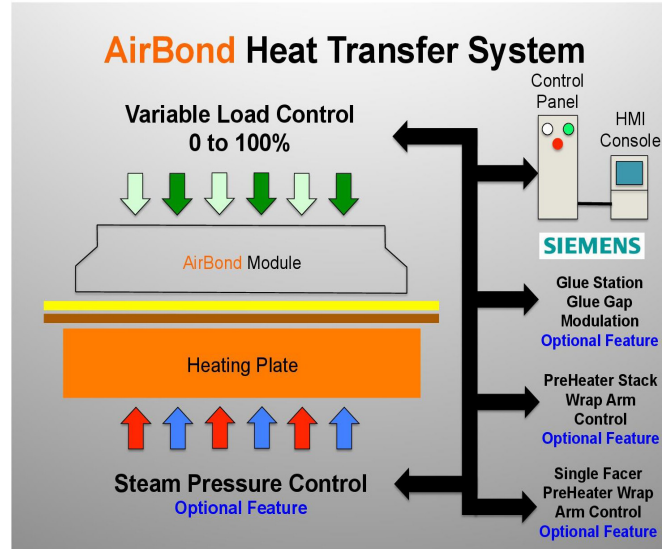 AirBond Heat Transfer System
Variable Load Control
0 to 100%
Control
Panel
HMI
Console
SIEMENS
AirBond Module
Glue Station
Glue Gap
Modulation
Optional Feature
Heating Plate
PreHeater Stack
Wrap Arm
Control
Optional Feature
Steam Pressure Control
Optional Feature
Single Facer
PreHeater Wrap
Arm Control
Optional Feature